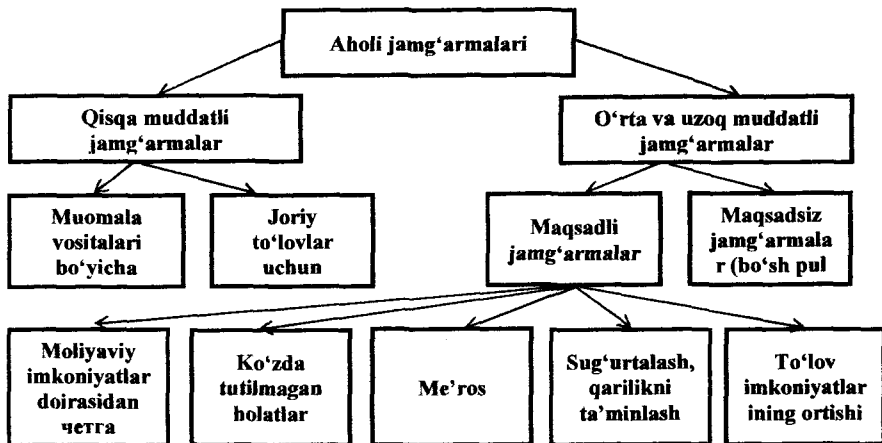 Aholi jamg‘armalari
Qisqa muddatli
jamg‘armalar
O‘rta va uzoq muddatli
jamg‘armalar
Muomala
vositalari
bo‘yicha
Joriy
to‘lovlar
uchun
Maqsadli
jamg‘armalar
Maqsadsiz
jamg‘armala
r (bo‘sh pul
Moliyaviy
imkoniyatlar
doirasidan
четга
Ko‘zda
tutilmagan
holatlar
Me’ros
Sug‘urtalash,
qarilikni
ta’minlash
To‘lov
imkoniyatlar
ining ortishi